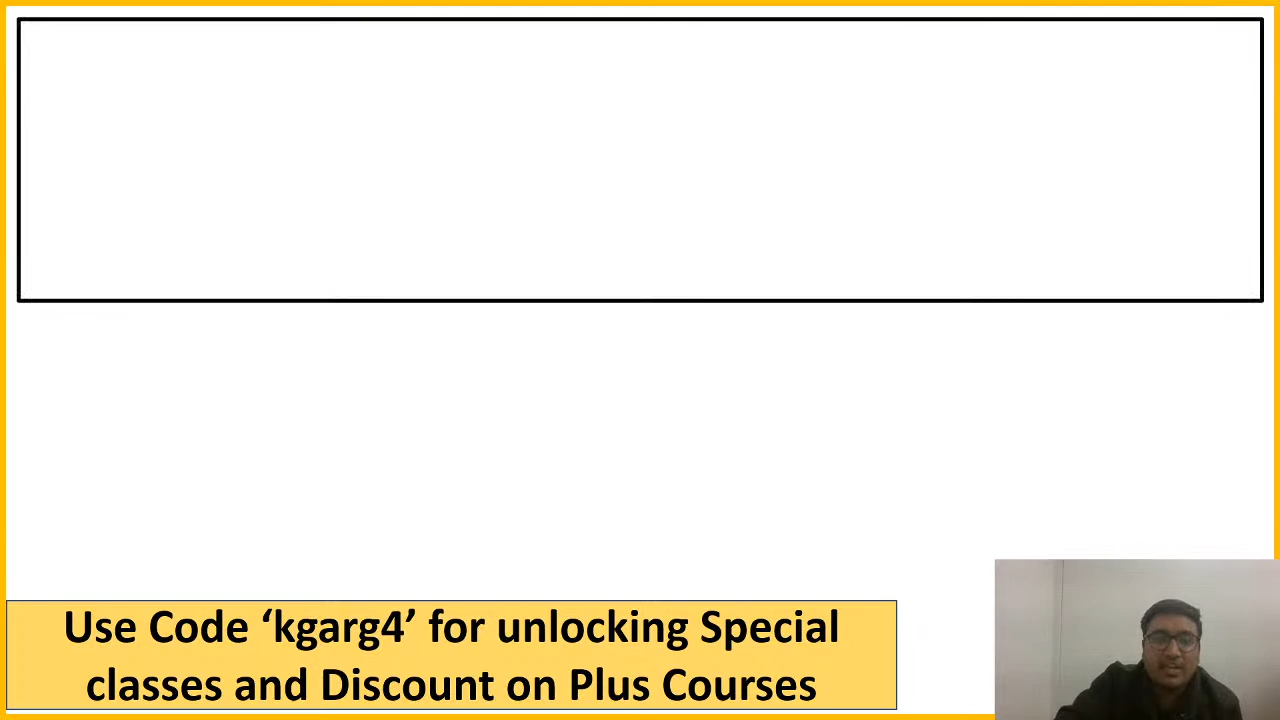 Use Code ‘kgarg4’ for unlocking Special
classes and Discount on Plus Courses